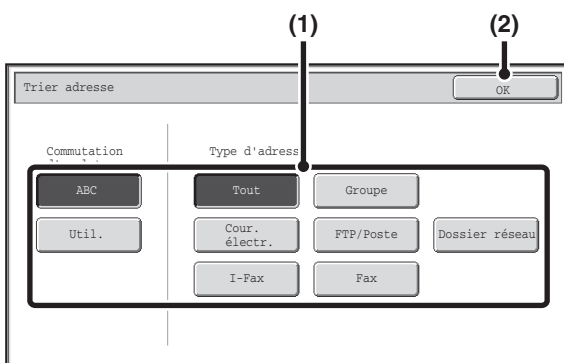 (1) (2)
Trier adresse OK
Commutation Type d'adress
ABC Tout Groupe
Util. Cour. électr. FTP/Poste Dossier réseau
I-Fax Fax